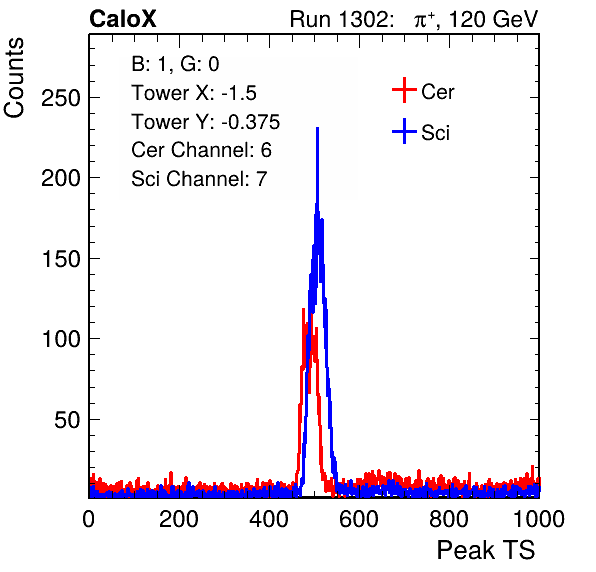 CaloX
Run 1302: π⁺, 120 GeV
Counts
B: 1, G: 0
Tower X: -1.5
Tower Y: -0.375
Cer Channel: 6
Sci Channel: 7
Cer
Sci
250
200
150
100
50
0 200 400 600 800 1000
Peak TS